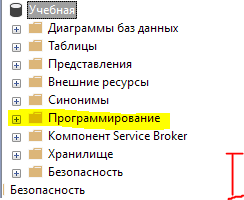 Учебная
Диаграммы баз данных
Таблицы
Представления
Внешние ресурсы
Синонимы
Программирование
Компонент Service Broker
Хранилище
Безопасность
Безопасность